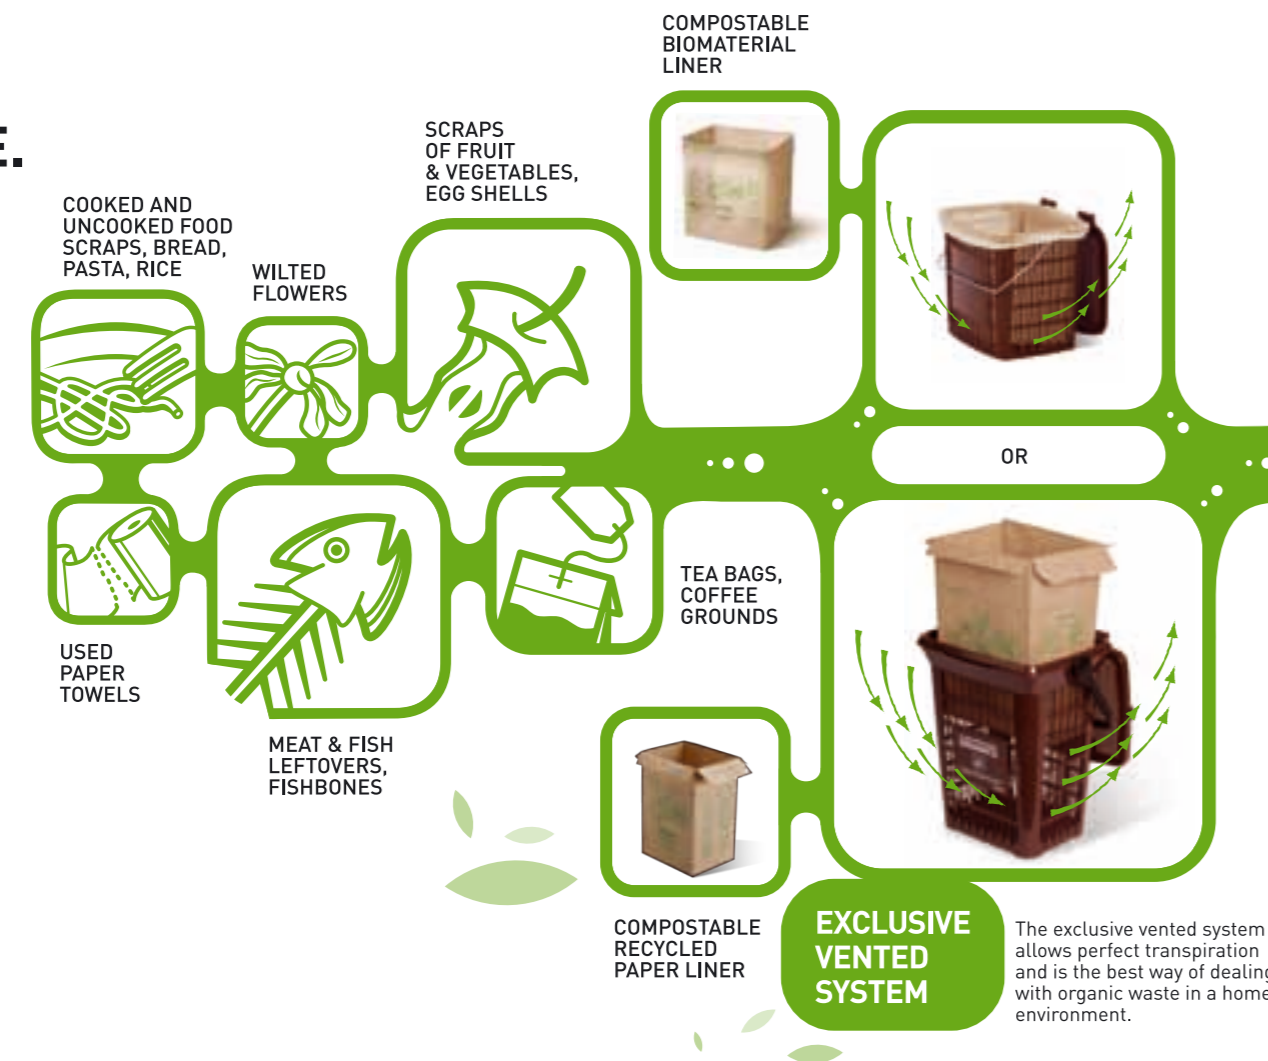 E.
COOKED AND
UNCOOKED FOOD
SCRAPS, BREAD,
PASTA, RICE
WILTED
FLOWERS
SCRAPS
OF FRUIT
& VEGETABLES,
EGG SHELLS
COMPOSTABLE
BIOMATERIAL
LINER
OR
USED
PAPER
TOWELS
MEAT & FISH
LEFTOVERS,
FISHBONES
TEA BAGS,
COFFEE
GROUNDS
COMPOSTABLE
RECYCLED
PAPER LINER
EXCLUSIVE
VENTED
SYSTEM
The exclusive vented system
allows perfect transpiration
and is the best way of dealing
with organic waste in a home
environment.